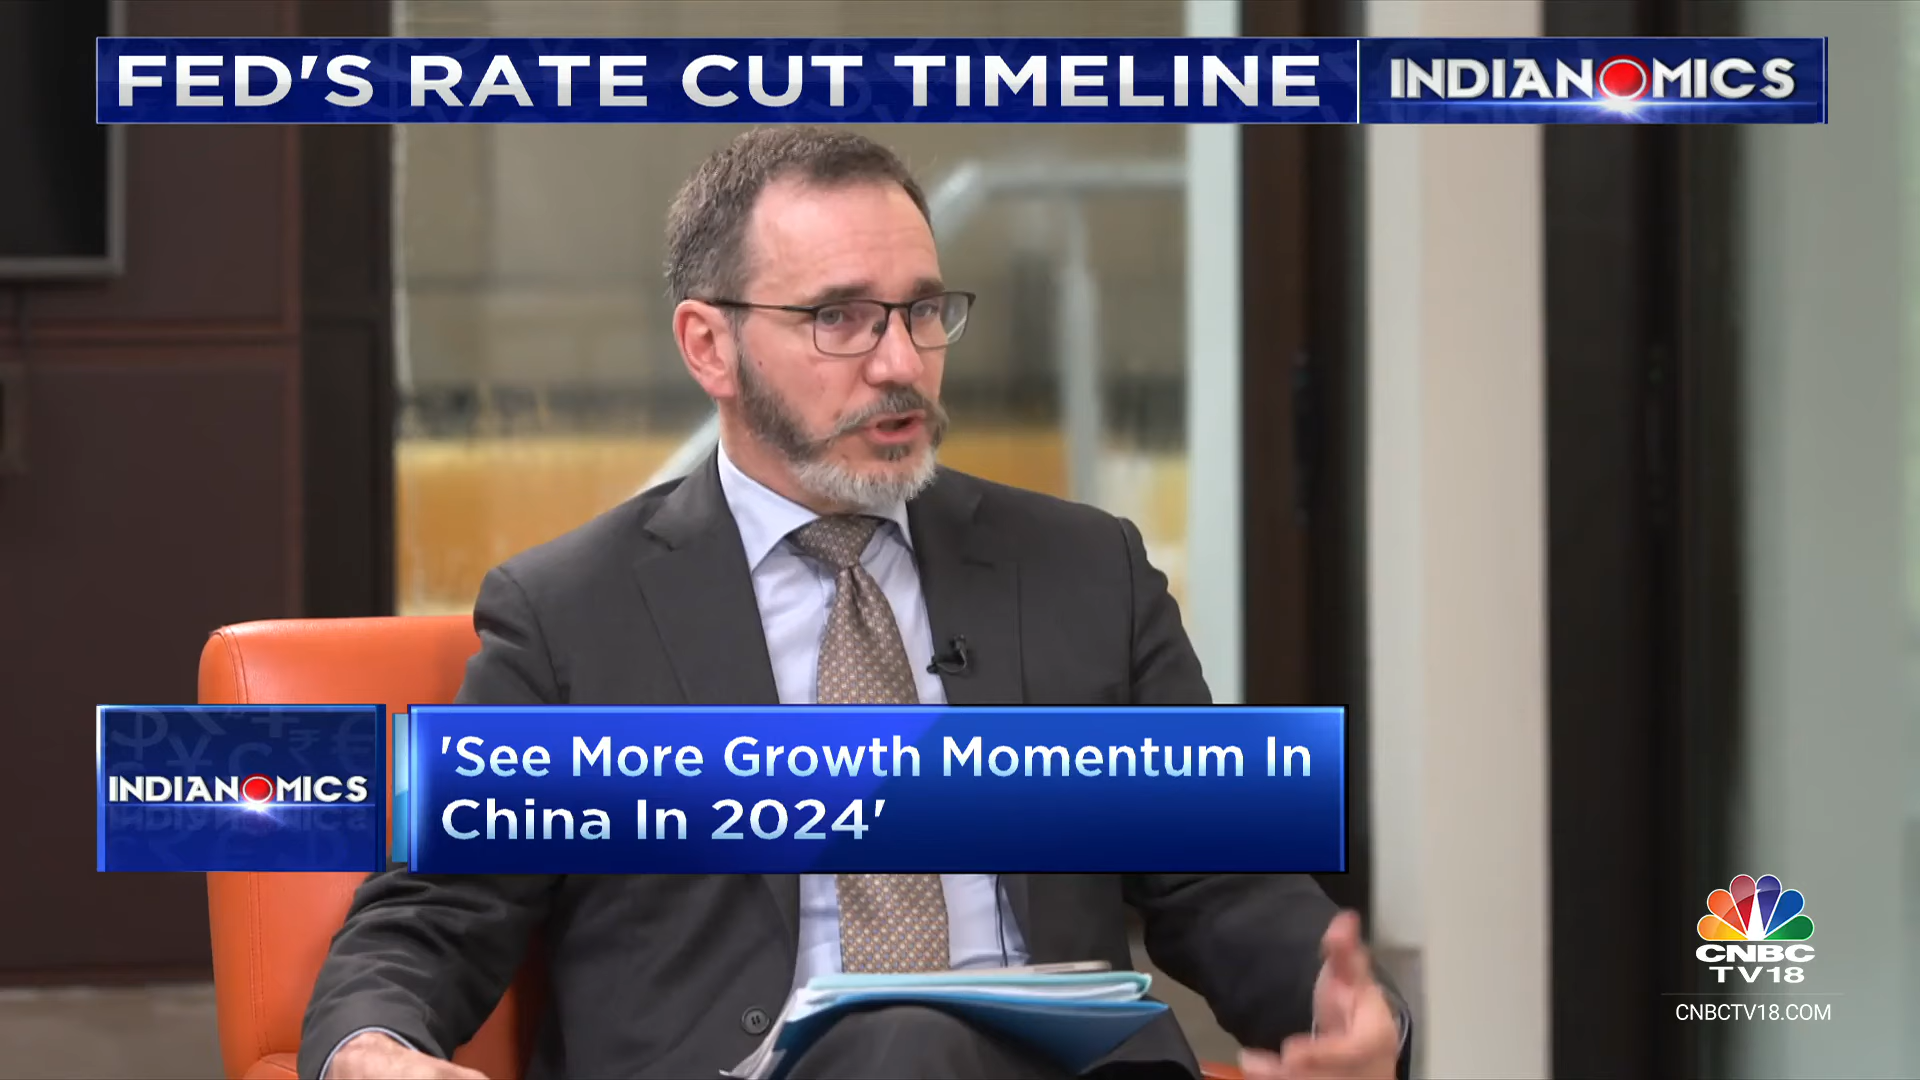 FED'S RATE CUT TIMELINE
INDIANOMICS
INDIANOMICS
'See More Growth Momentum In
China In 2024'
CNBC
TV18
CNBCTV18.COM